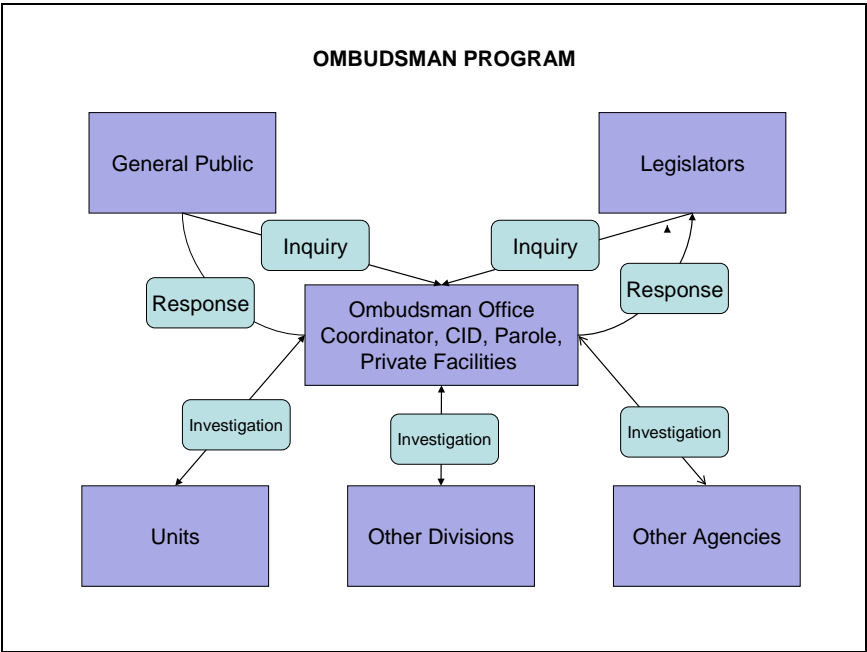 OMBUDSMAN PROGRAM
General Public
Legislators
Inquiry
Inquiry
Response
Response
Ombudsman Office
Coordinator, CID, Parole,
Private Facilities
Investigation
Investigation
Investigation
Units
Other Divisions
Other Agencies